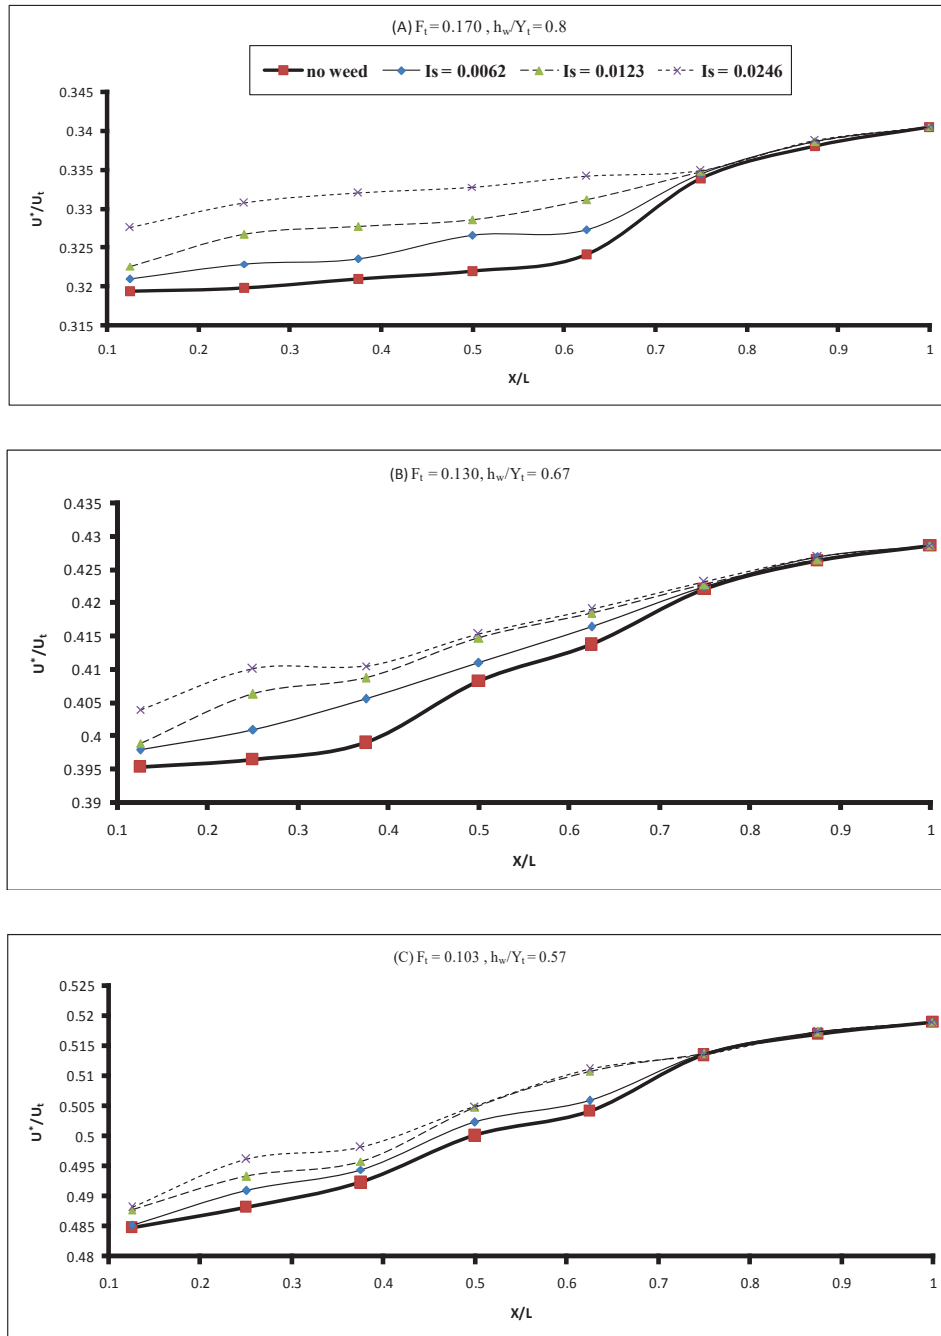 (A) Fₜ = 0.170 , h_w/Yₜ = 0.8
no weed Is = 0.0062 Is = 0.0123 Is = 0.0246
0.345
0.34
0.335
0.33
0.325
0.32
0.315
U*/Uₜ
0.1 0.2 0.3 0.4 0.5 0.6 0.7 0.8 0.9 1
X/L
(B) Fₜ = 0.130, h_w/Yₜ = 0.67
0.435
0.43
0.425
0.42
0.415
0.41
0.405
0.4
0.395
0.39
U*/Uₜ
0.1 0.2 0.3 0.4 0.5 0.6 0.7 0.8 0.9 1
X/L
(C) Fₜ = 0.103 , h_w/Yₜ = 0.57
0.525
0.52
0.515
0.51
0.505
0.5
0.495
0.49
0.485
0.48
U*/Uₜ
0.1 0.2 0.3 0.4 0.5 0.6 0.7 0.8 0.9 1
X/L